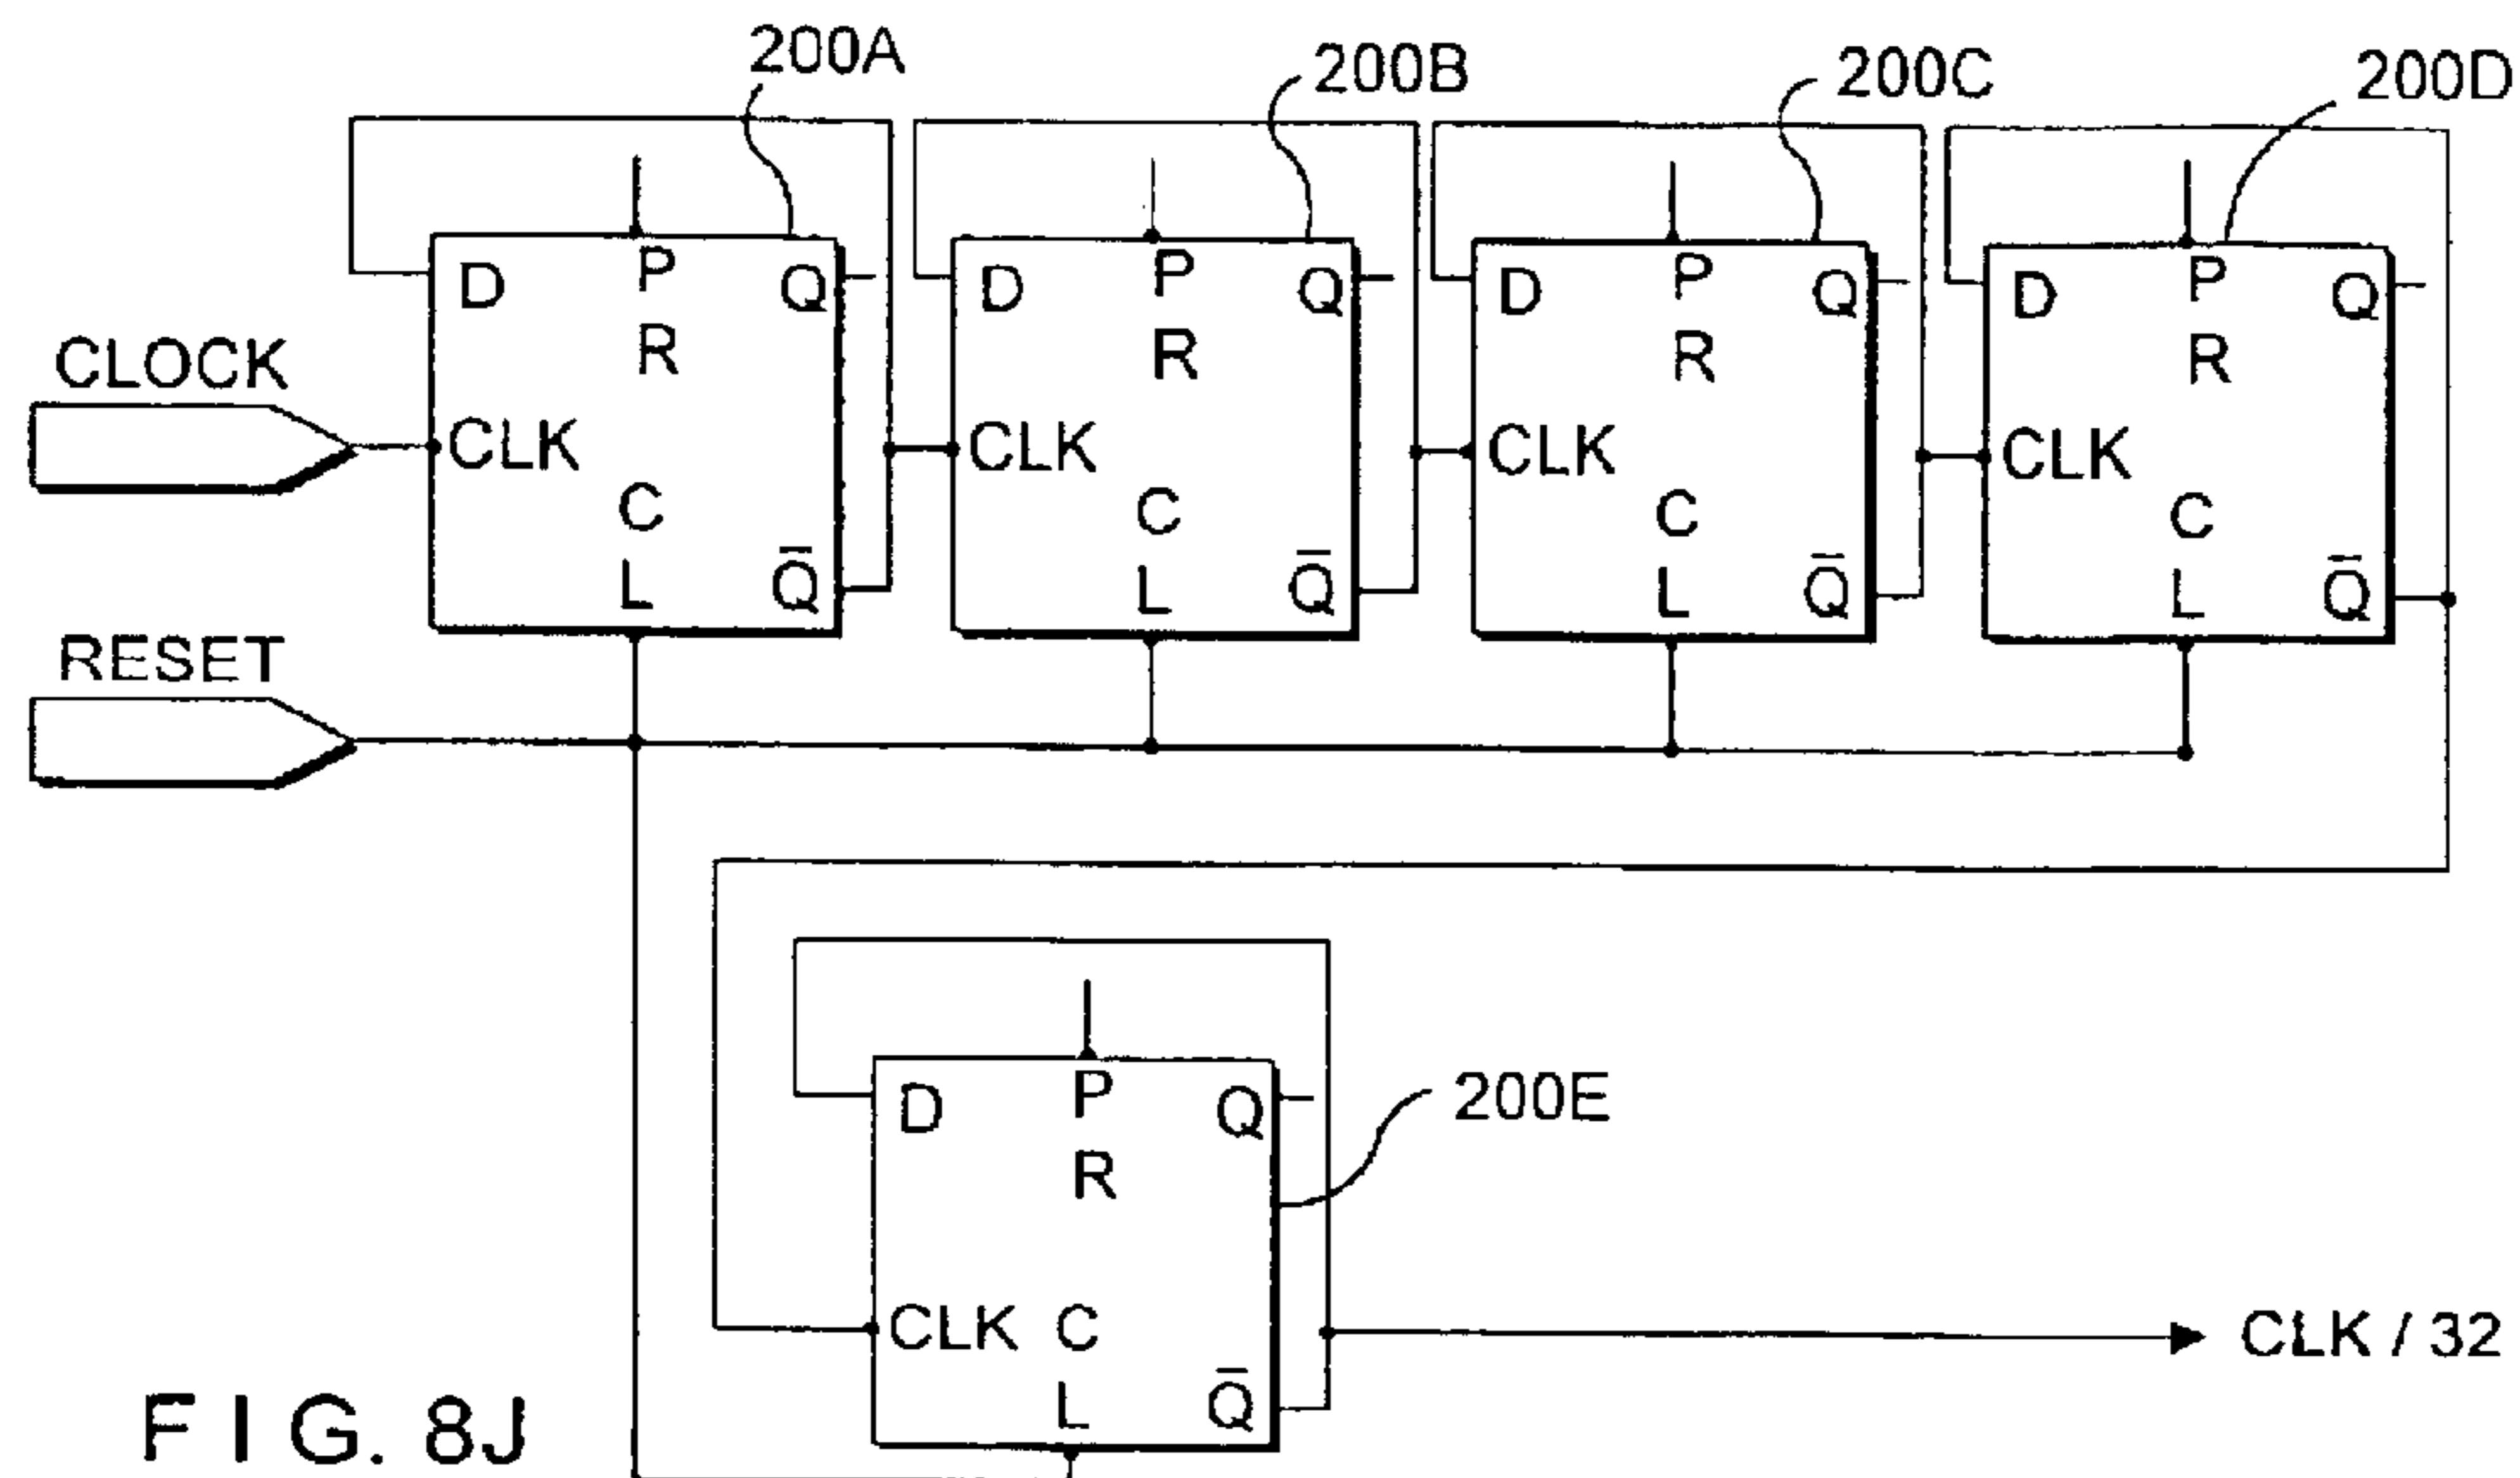 200A 200B 200C 200D
D P R Q CLK C L Q̅
D P R Q CLK C L Q̅
D P R Q CLK C L Q̅
D P R Q CLK C L Q̅
CLOCK
RESET
D P R Q CLK C L Q̅
200E
CLK / 32
FIG. 8J